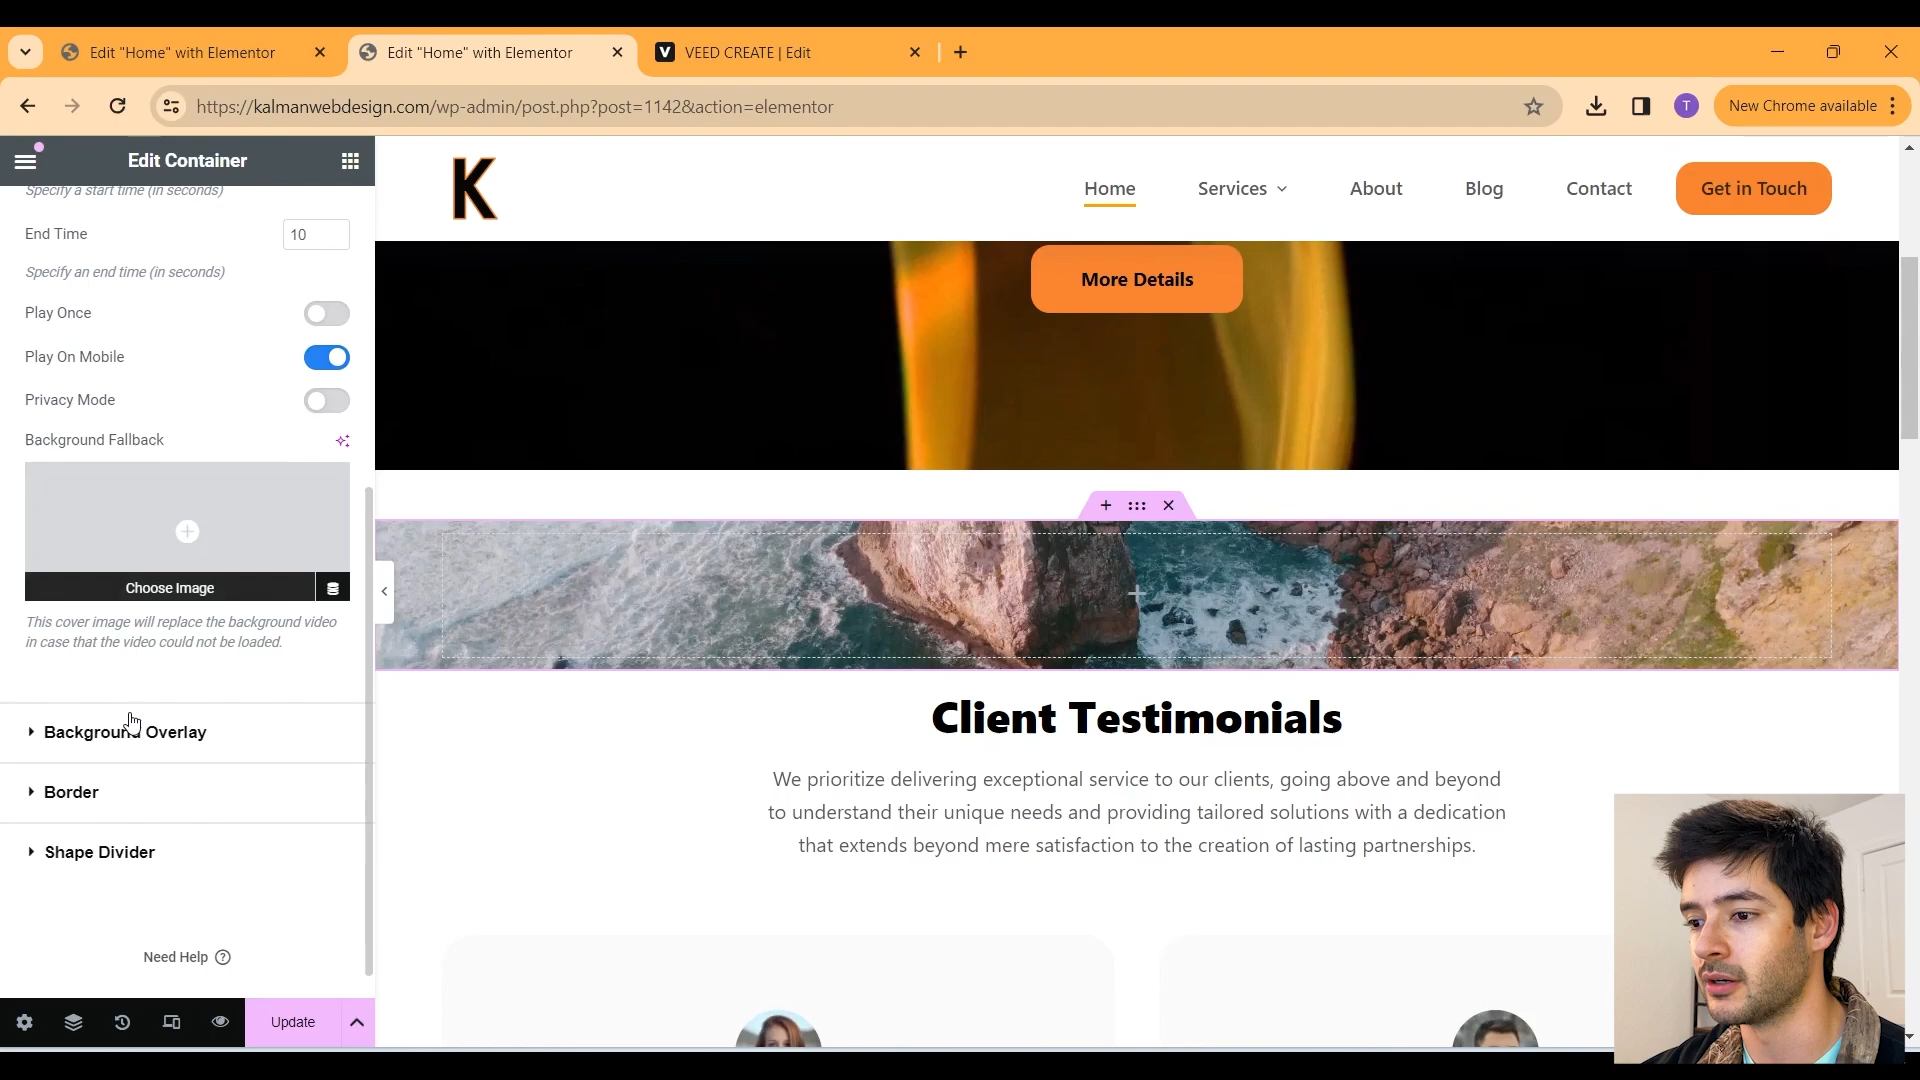 Edit "Home" with Elementor
Edit "Home" with Elementor
V VEED CREATE | Edit
https://kalmanwebdesign.com/wp-admin/post.php?post=1142&action=elementor
T
New Chrome available
Edit Container
Specify a start time (in seconds)
End Time
10
Specify an end time (in seconds)
Play Once
Play On Mobile
Privacy Mode
Background Fallback
Choose Image
This cover image will replace the background video
in case that the video could not be loaded.
Background Overlay
Border
Shape Divider
Need Help
Update
K
Home
Services
About
Blog
Contact
Get in Touch
More Details
Client Testimonials
We prioritize delivering exceptional service to our clients, going above and beyond
to understand their unique needs and providing tailored solutions with a dedication
that extends beyond mere satisfaction to the creation of lasting partnerships.